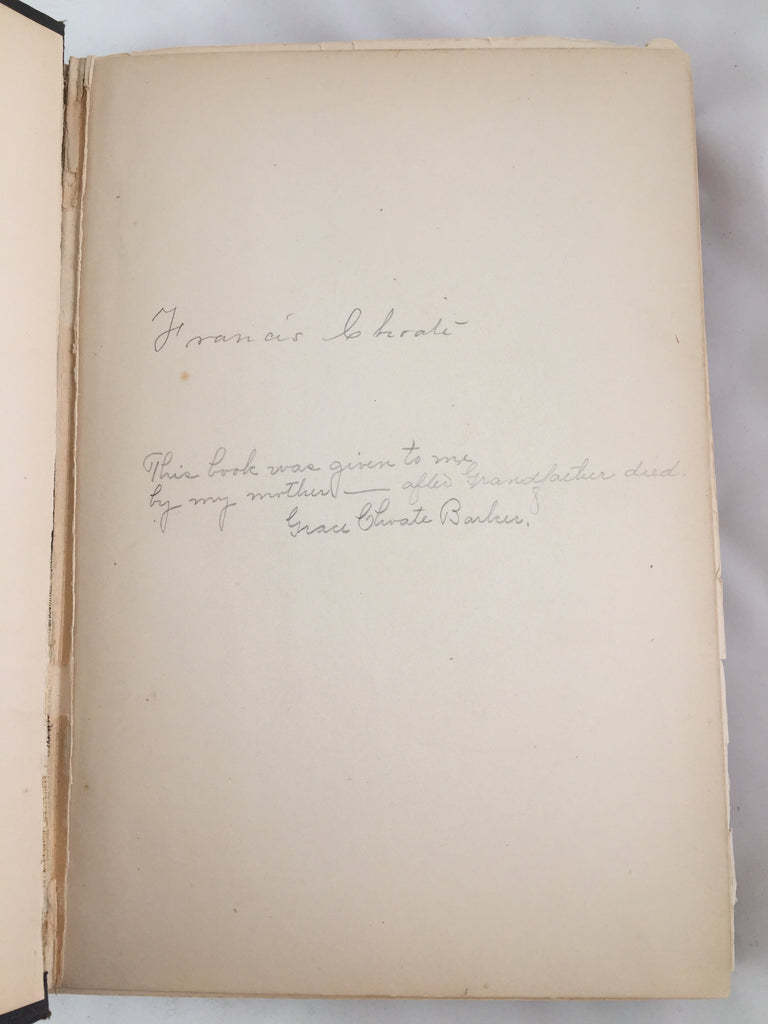 Francis Choate
This book was given to me
by my mother — after Grandfather died.
Grace Choate Barker.